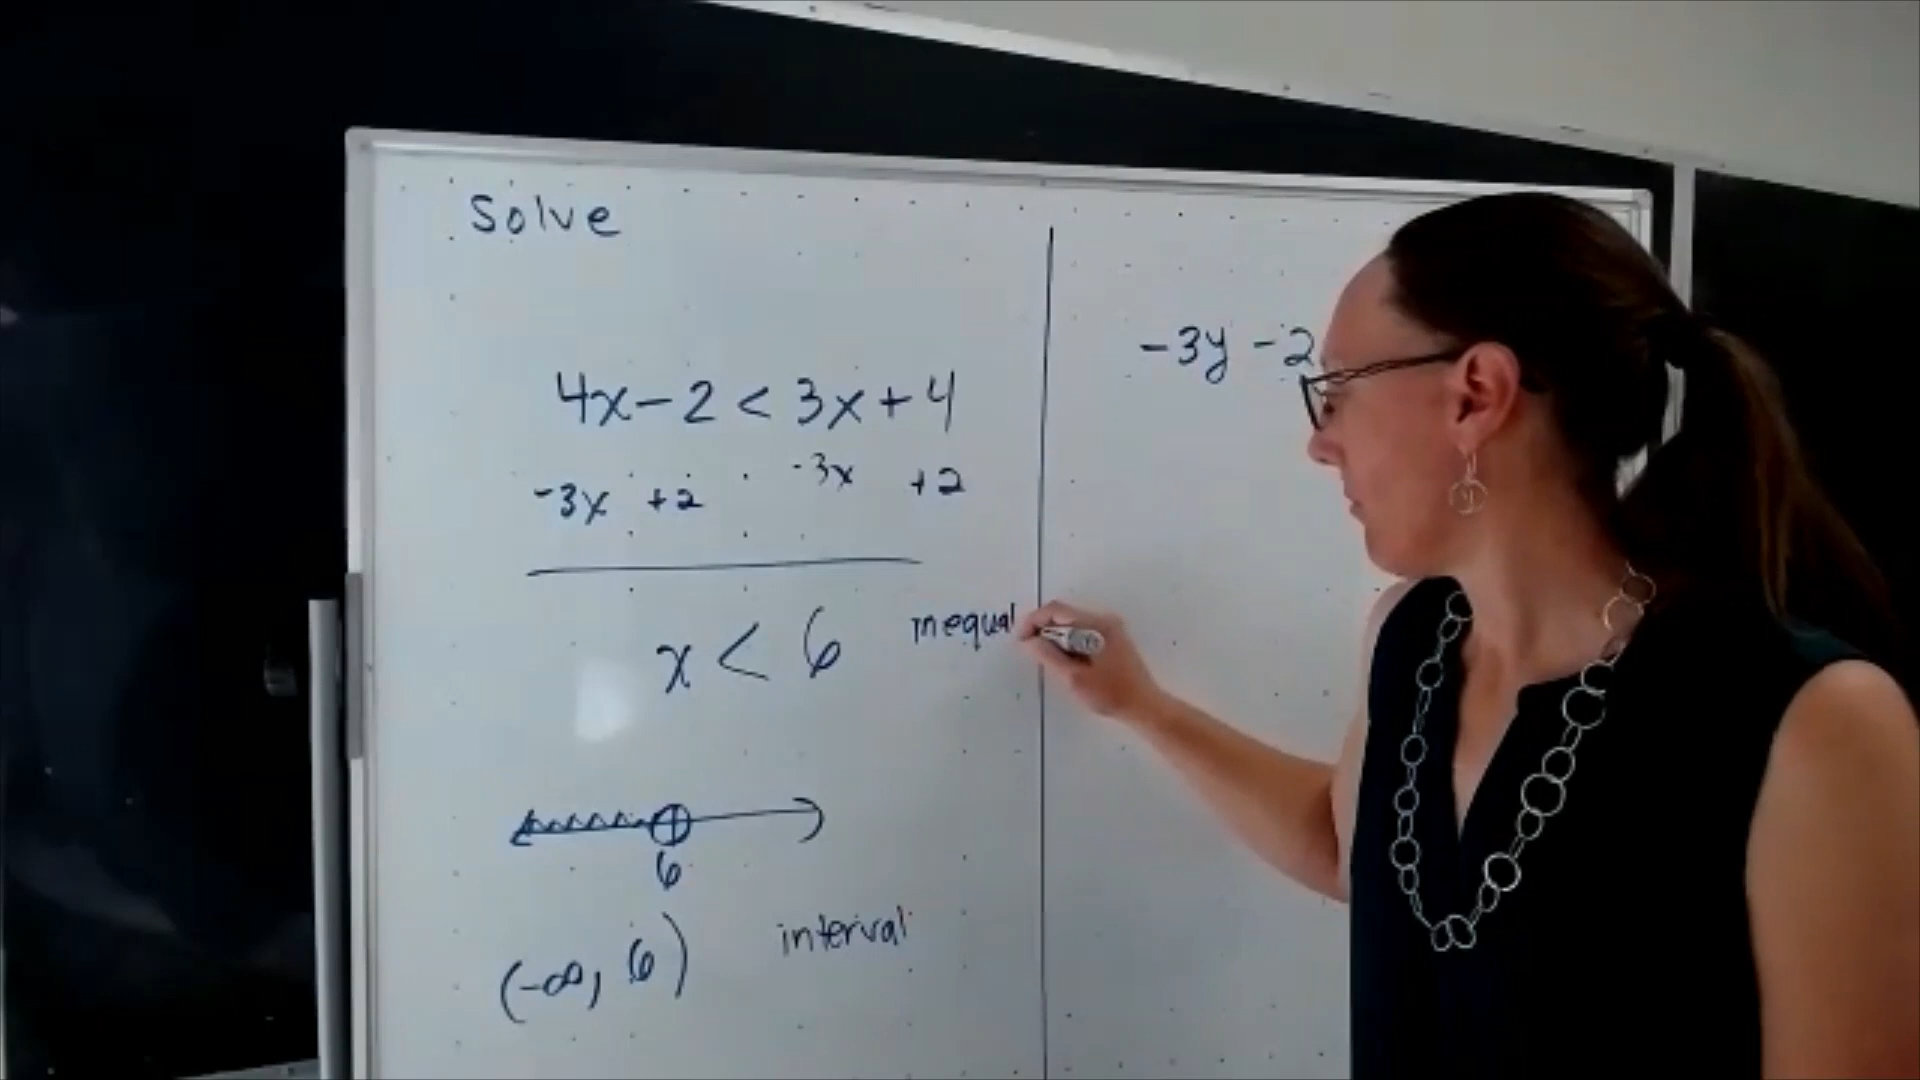 Solve
4x-2<3x+4
-3x +2 -3x +2
x < 6 inequal
6
(-∞, 6) interval
-3y -2